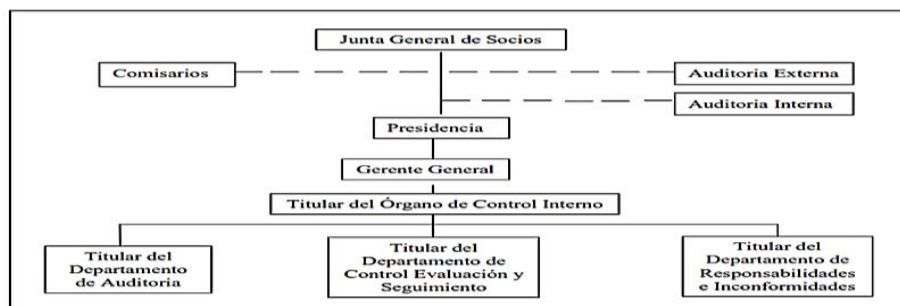 Junta General de Socios
Comisarios
Auditoria Externa
Auditoria Interna
Presidencia
Gerente General
Titular del Órgano de Control Interno
Titular del
Departamento
de Auditoria
Titular del
Departamento de
Control Evaluación y
Seguimiento
Titular del
Departamento de
Responsabilidades
e Inconformidades